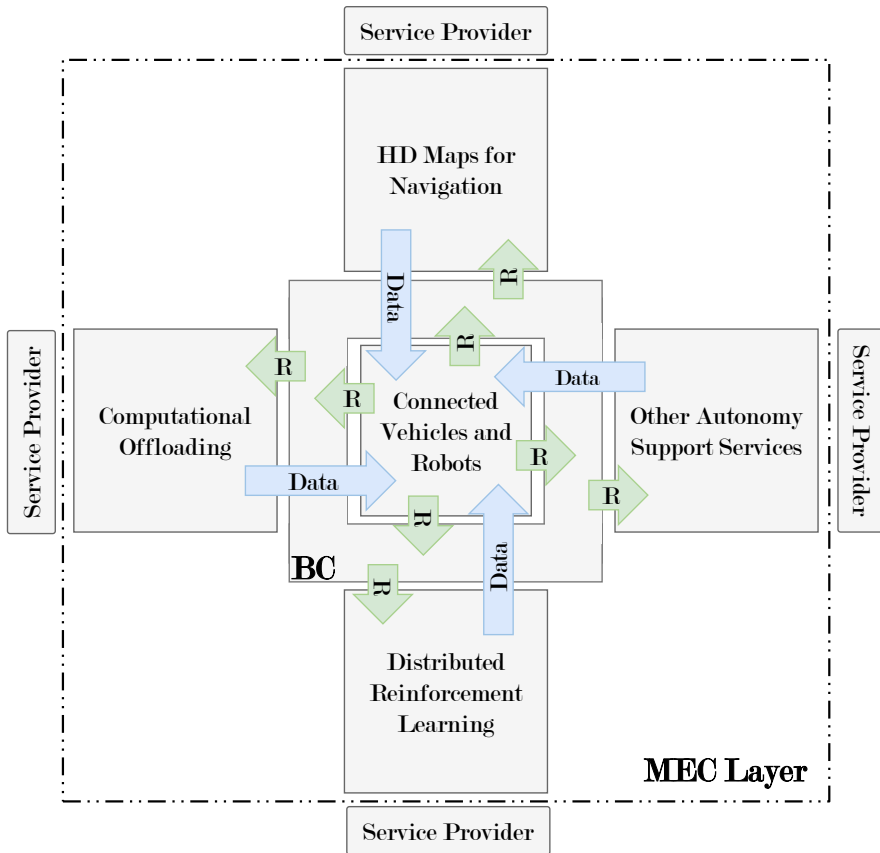 Service Provider
HD Maps for
Navigation
R
Data
R
Service Provider
R
Data
Service Provider
R
Computational
Offloading
Connected
Vehicles and
Robots
Other Autonomy
Support Services
R
Data
R
R
Data
BC
R
Distributed
Reinforcement
Learning
MEC Layer
Service Provider